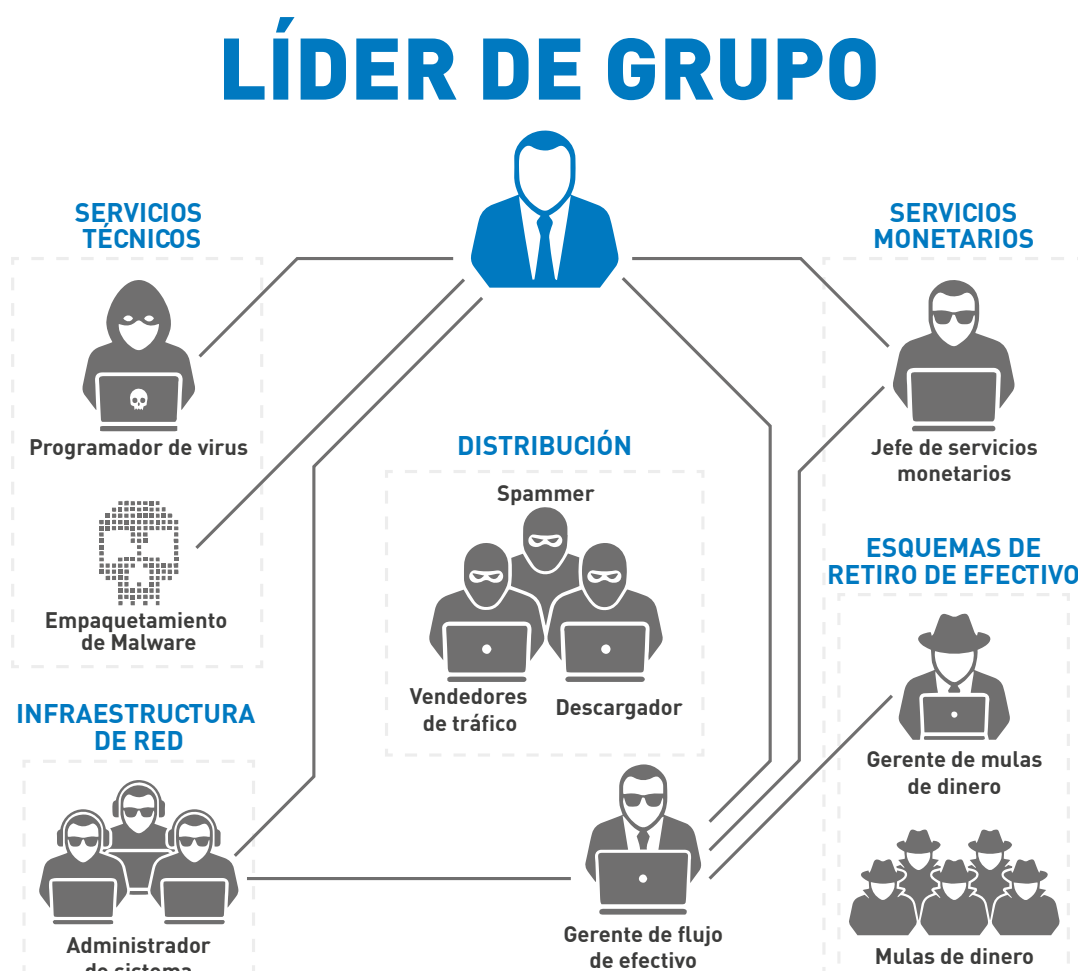 LÍDER DE GRUPO
SERVICIOS
TÉCNICOS
Programador de virus
Empaquetamiento
de Malware
INFRAESTRUCTURA
DE RED
Administrador
de sistema
DISTRIBUCIÓN
Spammer
Vendedores
de tráfico
Descargador
Gerente de flujo
de efectivo
SERVICIOS
MONETARIOS
Jefe de servicios
monetarios
ESQUEMAS DE
RETIRO DE EFECTIVO
Gerente de mulas
de dinero
Mulas de dinero